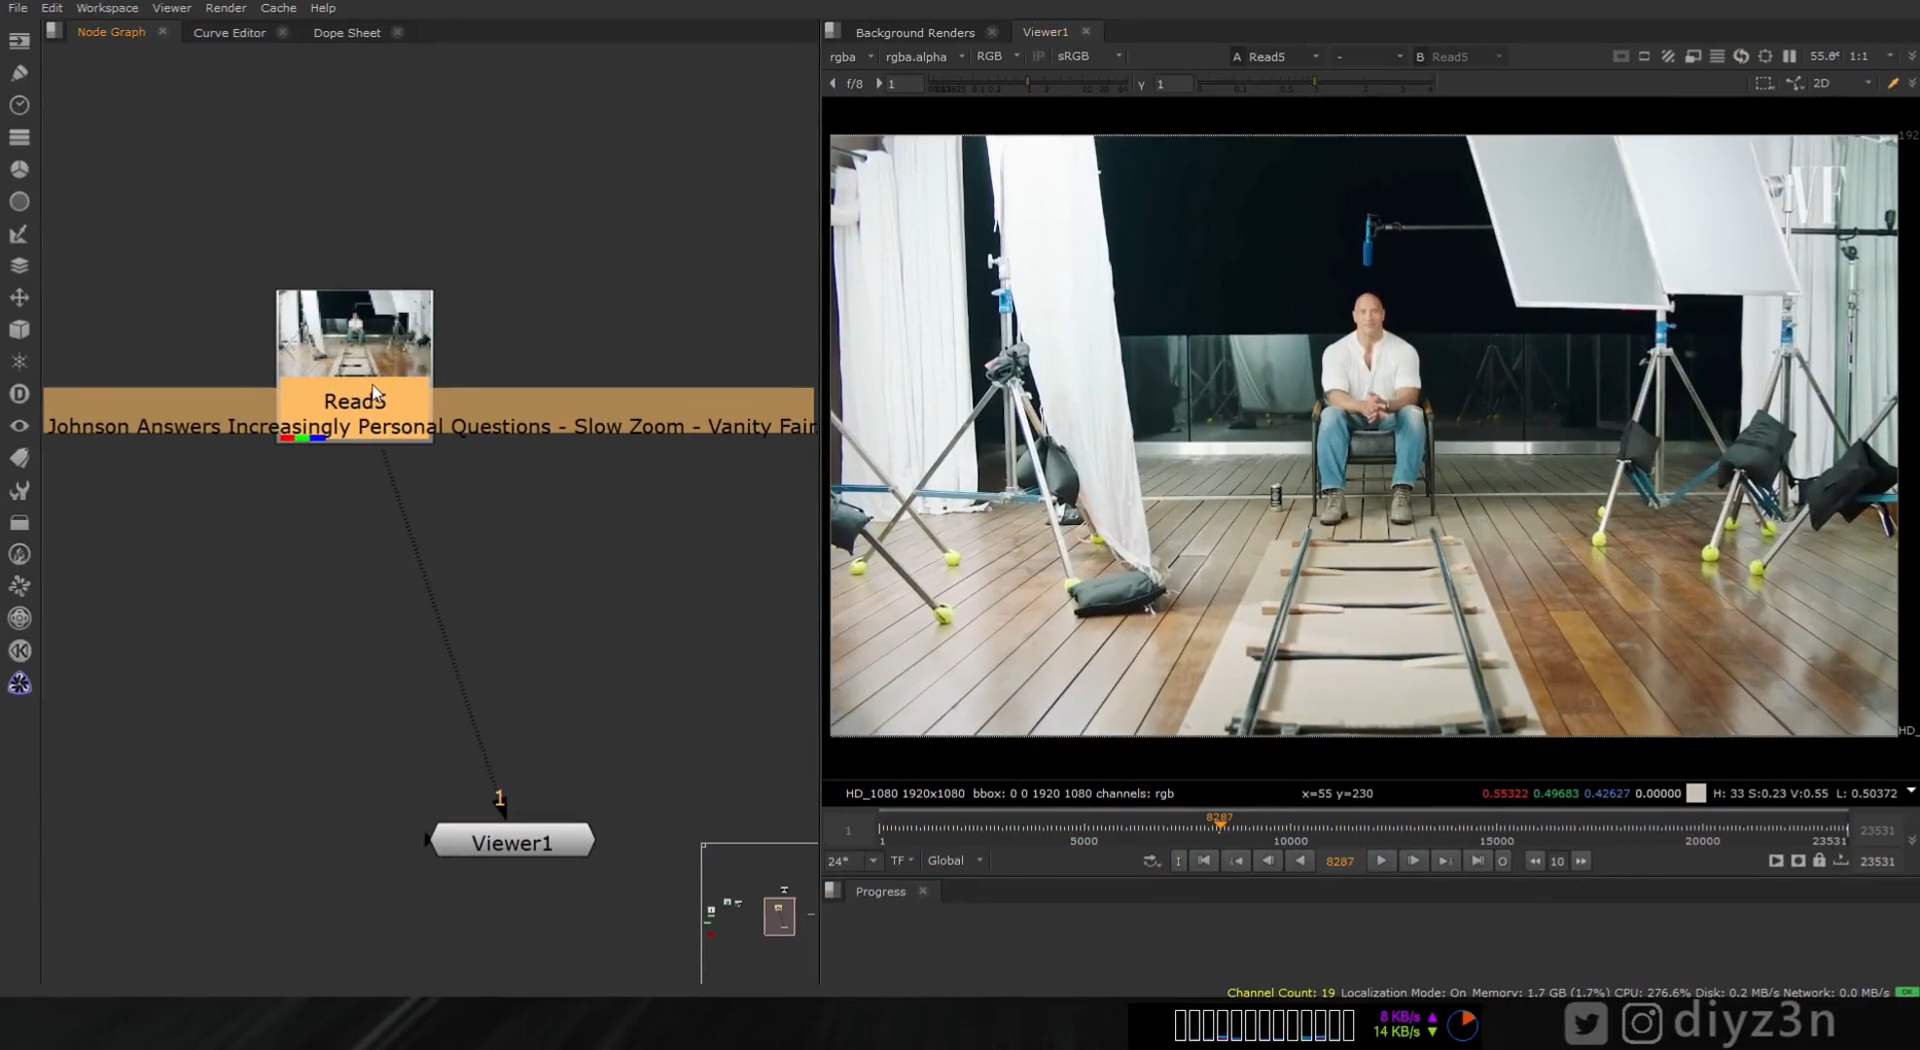 File Edit Workspace Viewer Render Cache Help
Node Graph Curve Editor Dope Sheet
Background Renders Viewer1
rgba rgba.alpha RGB IP sRGB A Read5 - B Read5 1:1
f/8 1 γ 1 2D
VF
Read5
Johnson Answers Increasingly Personal Questions - Slow Zoom - Vanity Fair
1
Viewer1
HD_1080 1920x1080 bbox: 0 0 1920 1080 channels: rgb x=55 y=230 0.55322 0.49683 0.42627 0.00000 H: 33 S:0.23 V:0.55 L: 0.50372
8287
1 23531
1 5000 10000 15000 20000 23531
24* TF Global 8287 10 23531
Progress
Channel Count: 19 Localization Mode: On Memory: 1.7 GB (1.7%) CPU: 276.6% Disk: 0.2 MB/s Network: 0.0 MB/s
8 KB/s
14 KB/s
diyz3n